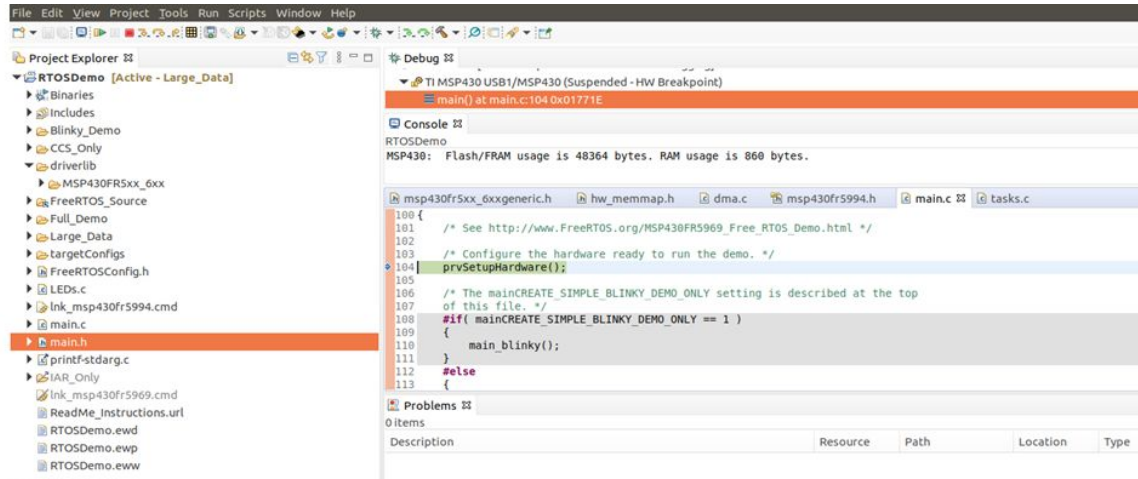 File Edit View Project Tools Run Scripts Window Help
Project Explorer
RTOSDemo [Active - Large_Data]
Binaries
Includes
Blinky_Demo
CCS_Only
driverlib
MSP430FR5xx_6xx
FreeRTOS_Source
Full_Demo
Large_Data
targetConfigs
FreeRTOSConfig.h
LEDs.c
lnk_msp430fr5994.cmd
main.c
main.h
printf-stdarg.c
IAR_Only
lnk_msp430fr5969.cmd
ReadMe_Instructions.url
RTOSDemo.ewd
RTOSDemo.ewp
RTOSDemo.eww
Debug
TI MSP430 USB1/MSP430 (Suspended - HW Breakpoint)
main() at main.c:104 0x01771E
Console
RTOSDemo
MSP430: Flash/FRAM usage is 48364 bytes. RAM usage is 860 bytes.
msp430fr5xx_6xxgeneric.h hw_memmap.h dma.c msp430fr5994.h main.c tasks.c
100 {
101 /* See http://www.FreeRTOS.org/MSP430FR5969_Free_RTOS_Demo.html */
102
103 /* Configure the hardware ready to run the demo. */
104 prvSetupHardware();
105
106 /* The mainCREATE_SIMPLE_BLINKY_DEMO_ONLY setting is described at the top
107 of this file. */
108 #if( mainCREATE_SIMPLE_BLINKY_DEMO_ONLY == 1 )
109 {
110 main_blinky();
111 }
112 #else
113 {
Problems
0 items
Description Resource Path Location Type